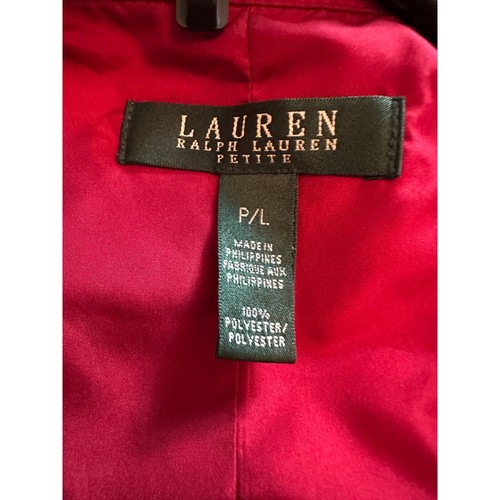 LAUREN
RALPH LAUREN
PETITE
P/L
MADE IN
PHILIPPINES
FABRIQUE AUX
PHILIPPINES
100%
POLYESTER/
POLYESTER